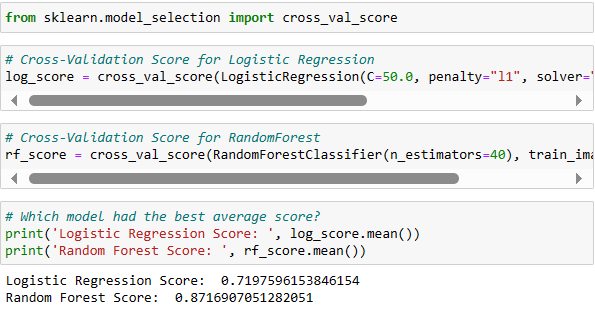 from sklearn.model_selection import cross_val_score
# Cross-Validation Score for Logistic Regression
log_score = cross_val_score(LogisticRegression(C=50.0, penalty="l1", solver="
# Cross-Validation Score for RandomForest
rf_score = cross_val_score(RandomForestClassifier(n_estimators=40), train_ima
# Which model had the best average score?
print('Logistic Regression Score: ', log_score.mean())
print('Random Forest Score: ', rf_score.mean())
Logistic Regression Score:  0.7197596153846154
Random Forest Score:  0.8716907051282051